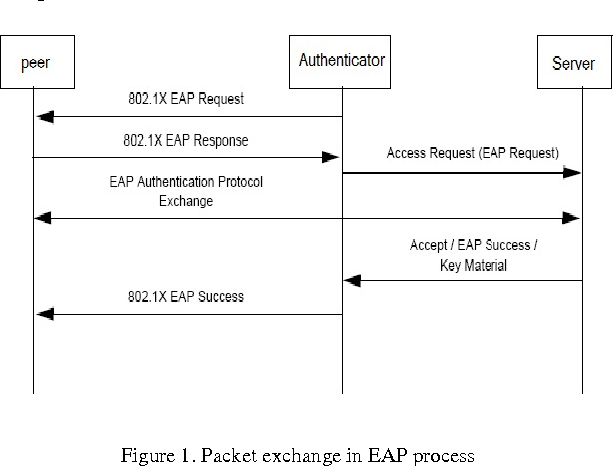 peer
Authenticator
Server
802.1X EAP Request
802.1X EAP Response
Access Request (EAP Request)
EAP Authentication Protocol
Exchange
Accept / EAP Success /
Key Material
802.1X EAP Success
Figure 1. Packet exchange in EAP process